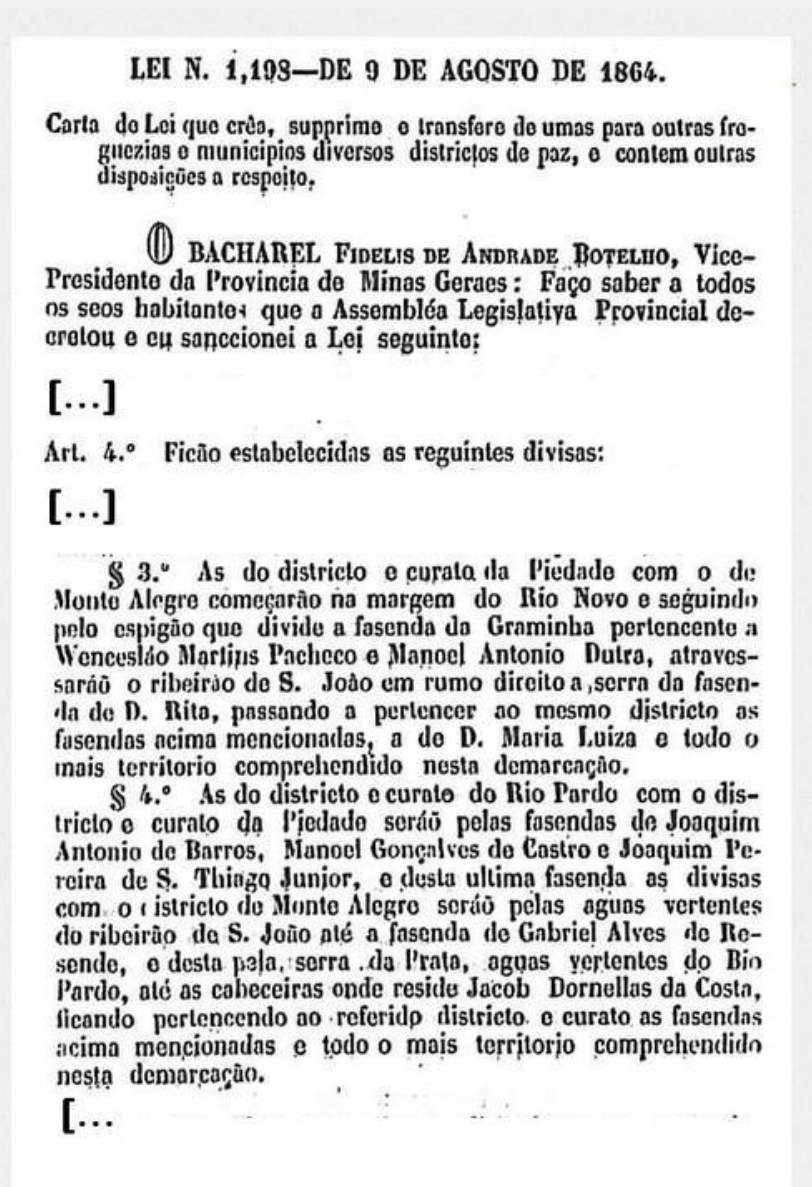 LEI N. 1,198—DE 9 DE AGOSTO DE 1864.
Carta de Lei que crêa, supprime e transfere de umas para outras fre-
guezias e municipios diversos districtos de paz, e contem outras
disposições a respeito.
O BACHAREL FIDELIS DE ANDRADE BOTELHO, Vice-
Presidente da Provincia de Minas Geraes: Faço saber a todos
os seos habitantes que a Assembléa Legislativa Provincial de-
cretou e eu sanccionei a Lei seguinte:
[...]
Art. 4.º Ficão estabelecidas as reguintes divisas:
[...]
§ 3.º As do districto e curato da Piedade com o de
Monte Alegre começarão na margem do Rio Novo e seguindo
pelo espigão que divide a fasenda da Graminha pertencente a
Wenceslào Martins Pacheco e Manoel Antonio Dutra, atraves-
saráõ o ribeirão de S. João em rumo direito a serra da fasen-
da de D. Rita, passando a pertencer ao mesmo districto as
fasendas acima mencionadas, a de D. Maria Luiza e todo o
mais territorio comprehendido nesta demarcação.
§ 4.º As do districto e curato do Rio Pardo com o dis-
tricto e curato da Piedade seráõ pelas fasendas de Joaquim
Antonio de Barros, Manoel Gonçalves de Castro e Joaquim Pe-
reira de S. Thiago Junior, e desta ultima fasenda as divisas
com o districto de Monte Alegre seráõ pelas aguas vertentes
do ribeirão de S. João até a fasenda de Gabriel Alves de Re-
sende, e desta pela serra da Prata, aguas vertentes do Rio
Pardo, até as cabeceiras onde reside Jacob Dornellas da Costa,
ficando pertencendo ao referido districto e curato as fasendas
acima mencionadas e todo o mais territorio comprehendido
nesta demarcação.
[...